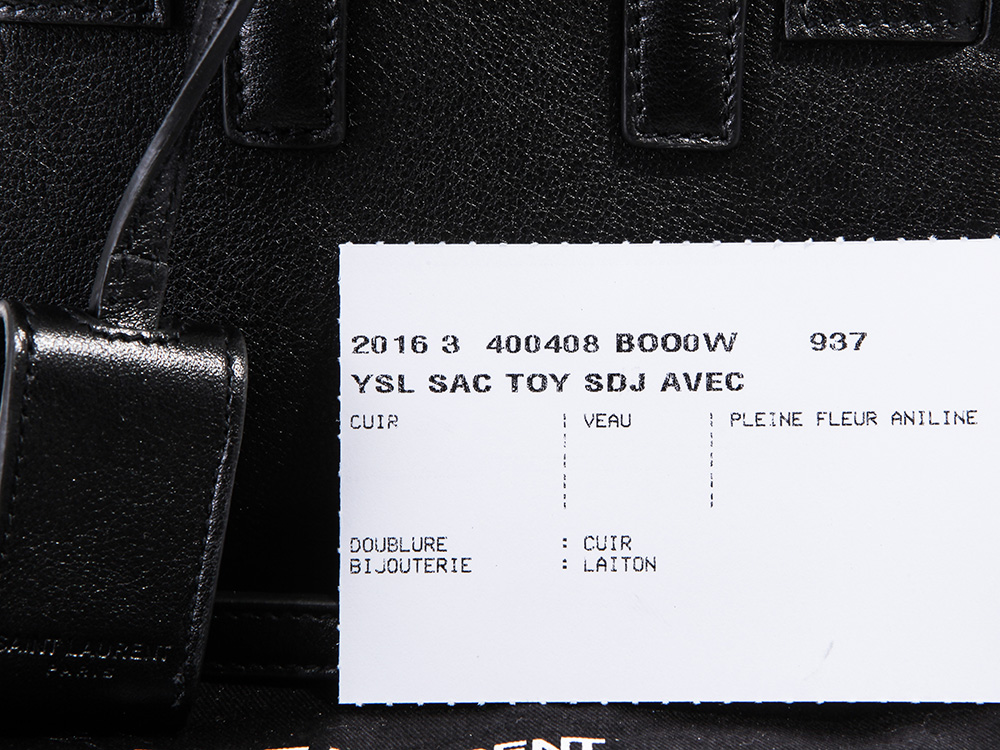 2016 3 400408 BOO0W 937
YSL SAC TOY SDJ AVEC
CUIR ¦ VEAU ¦ PLEINE FLEUR ANILINE
DOUBLURE : CUIR
BIJOUTERIE : LAITON
SAINT LAURENT
PARIS